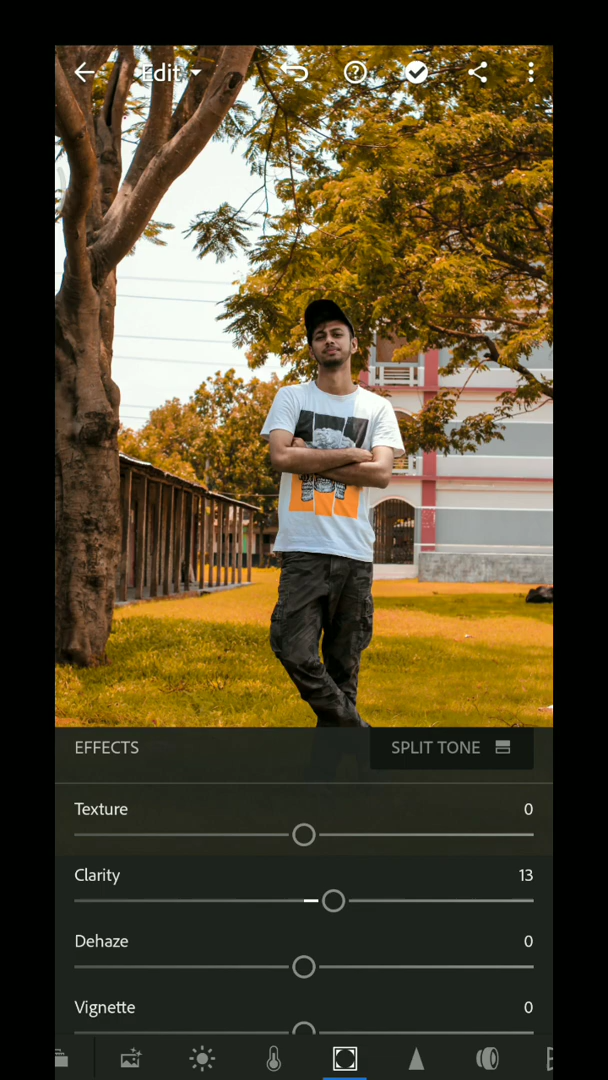 Edit
EFFECTS
SPLIT TONE
Texture 0
Clarity 13
Dehaze 0
Vignette 0